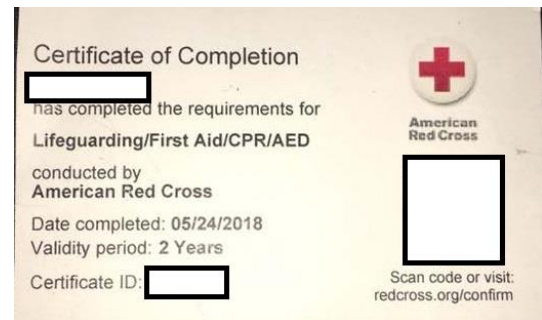 Certificate of Completion
has completed the requirements for
Lifeguarding/First Aid/CPR/AED
conducted by
American Red Cross
Date completed: 05/24/2018
Validity period: 2 Years
Certificate ID:
American
Red Cross
Scan code or visit:
redcross.org/confirm